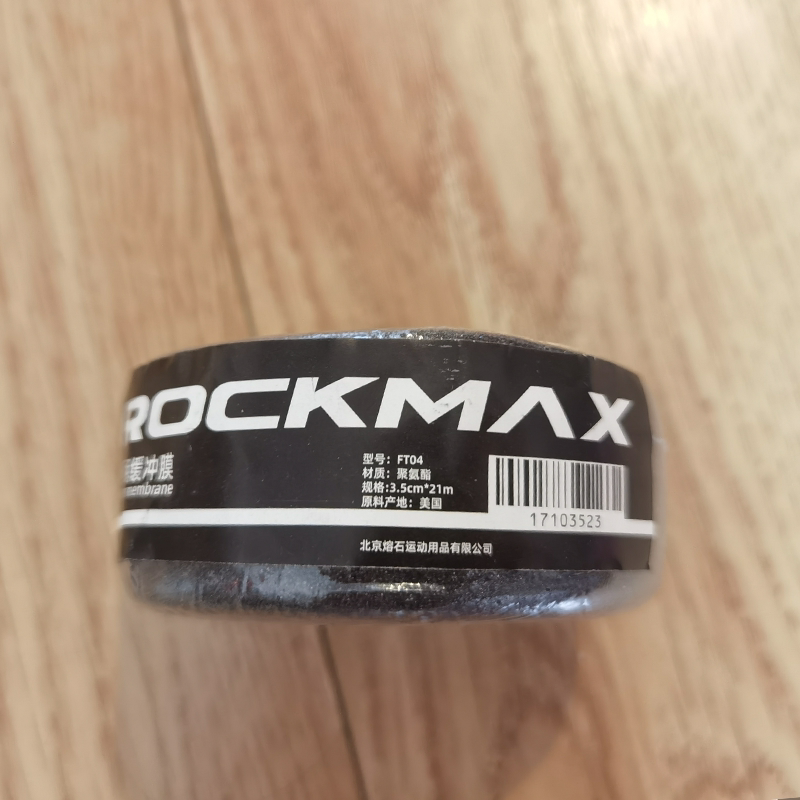 ROCKMAX
缓冲膜
membrane
型号：FT04
材质：聚氨酯
规格:3.5cm*21m
原料产地：美国
17103523
北京熔石运动用品有限公司